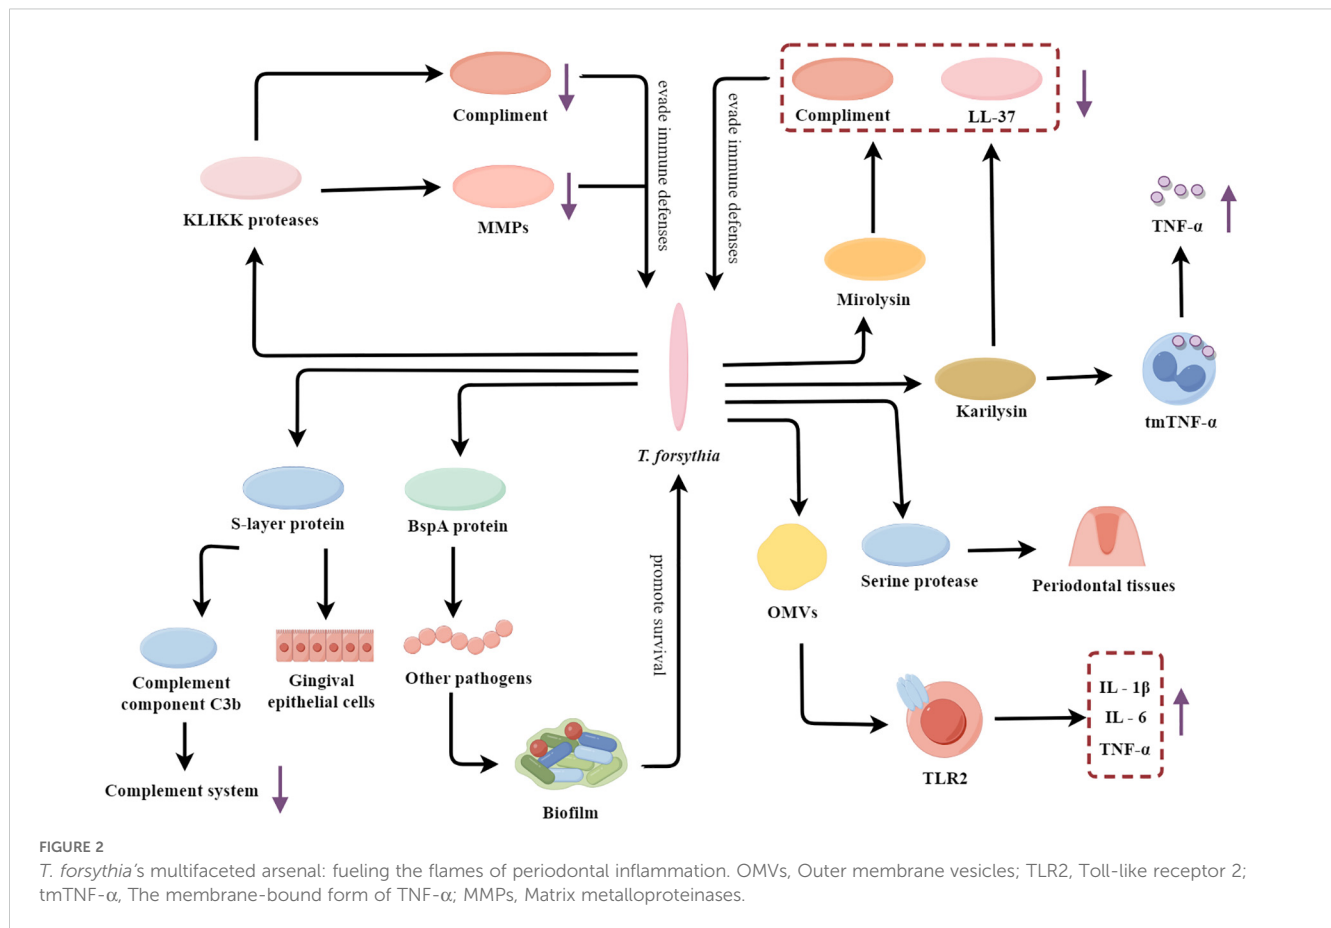 Compliment
evade immune defenses
KLIKK proteases
MMPs
evade immune defenses
Compliment
LL-37
Mirolysin
TNF-α
Karilysin
tmTNF-α
T. forsythia
S-layer protein
BspA protein
promote survival
OMVs
Serine protease
Periodontal tissues
Complement
component C3b
Gingival
epithelial cells
Other pathogens
Complement system
Biofilm
TLR2
IL - 1β
IL - 6
TNF-α
FIGURE 2
T. forsythia’s multifaceted arsenal: fueling the flames of periodontal inflammation. OMVs, Outer membrane vesicles; TLR2, Toll-like receptor 2;
tmTNF-α, The membrane-bound form of TNF-α; MMPs, Matrix metalloproteinases.